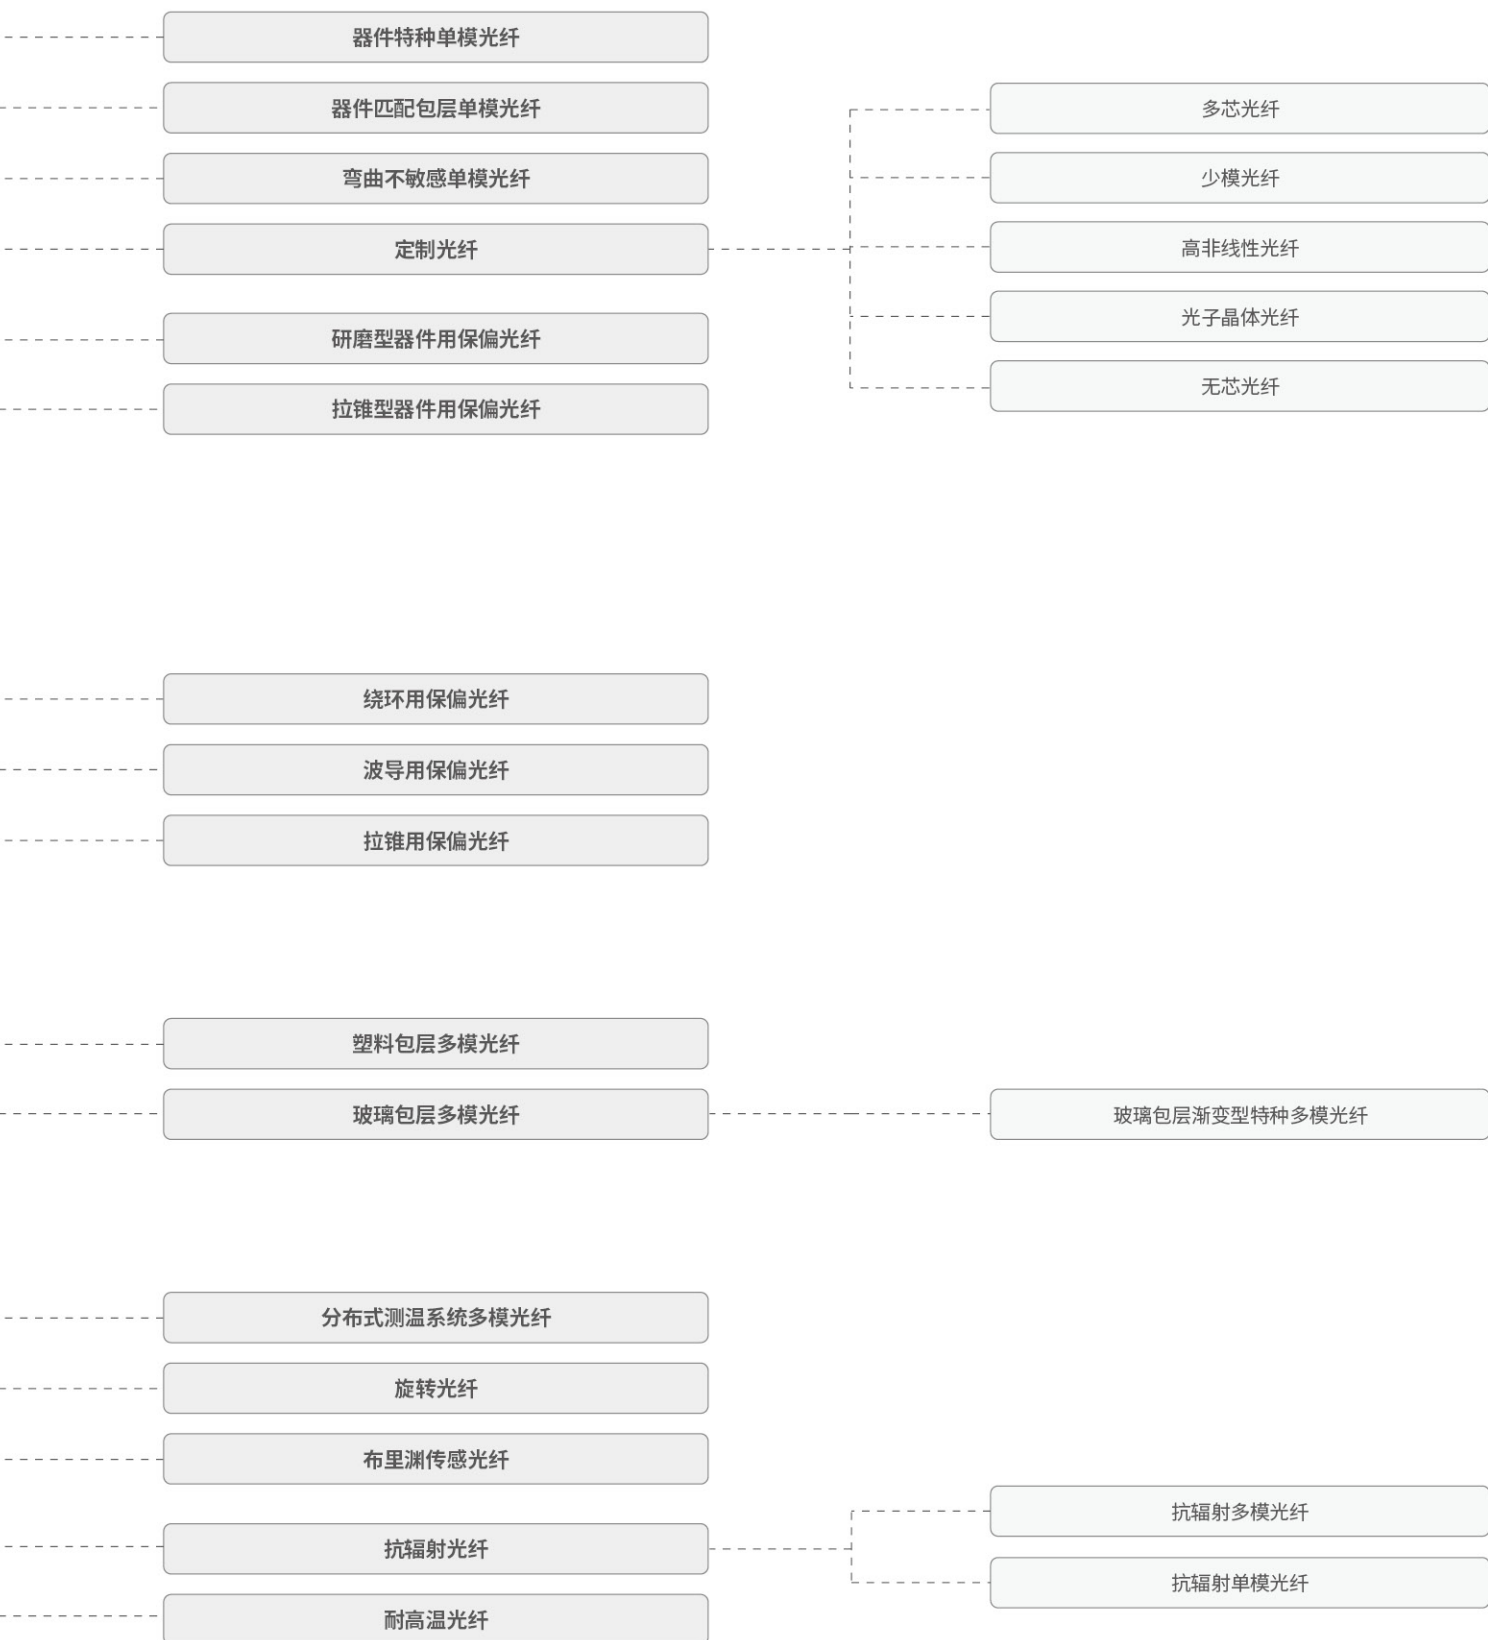 器件特种单模光纤
器件匹配包层单模光纤
弯曲不敏感单模光纤
定制光纤
多芯光纤
少模光纤
高非线性光纤
光子晶体光纤
无芯光纤
研磨型器件用保偏光纤
拉锥型器件用保偏光纤
绕环用保偏光纤
波导用保偏光纤
拉锥用保偏光纤
塑料包层多模光纤
玻璃包层多模光纤
玻璃包层渐变型特种多模光纤
分布式测温系统多模光纤
旋转光纤
布里渊传感光纤
抗辐射光纤
抗辐射多模光纤
抗辐射单模光纤
耐高温光纤